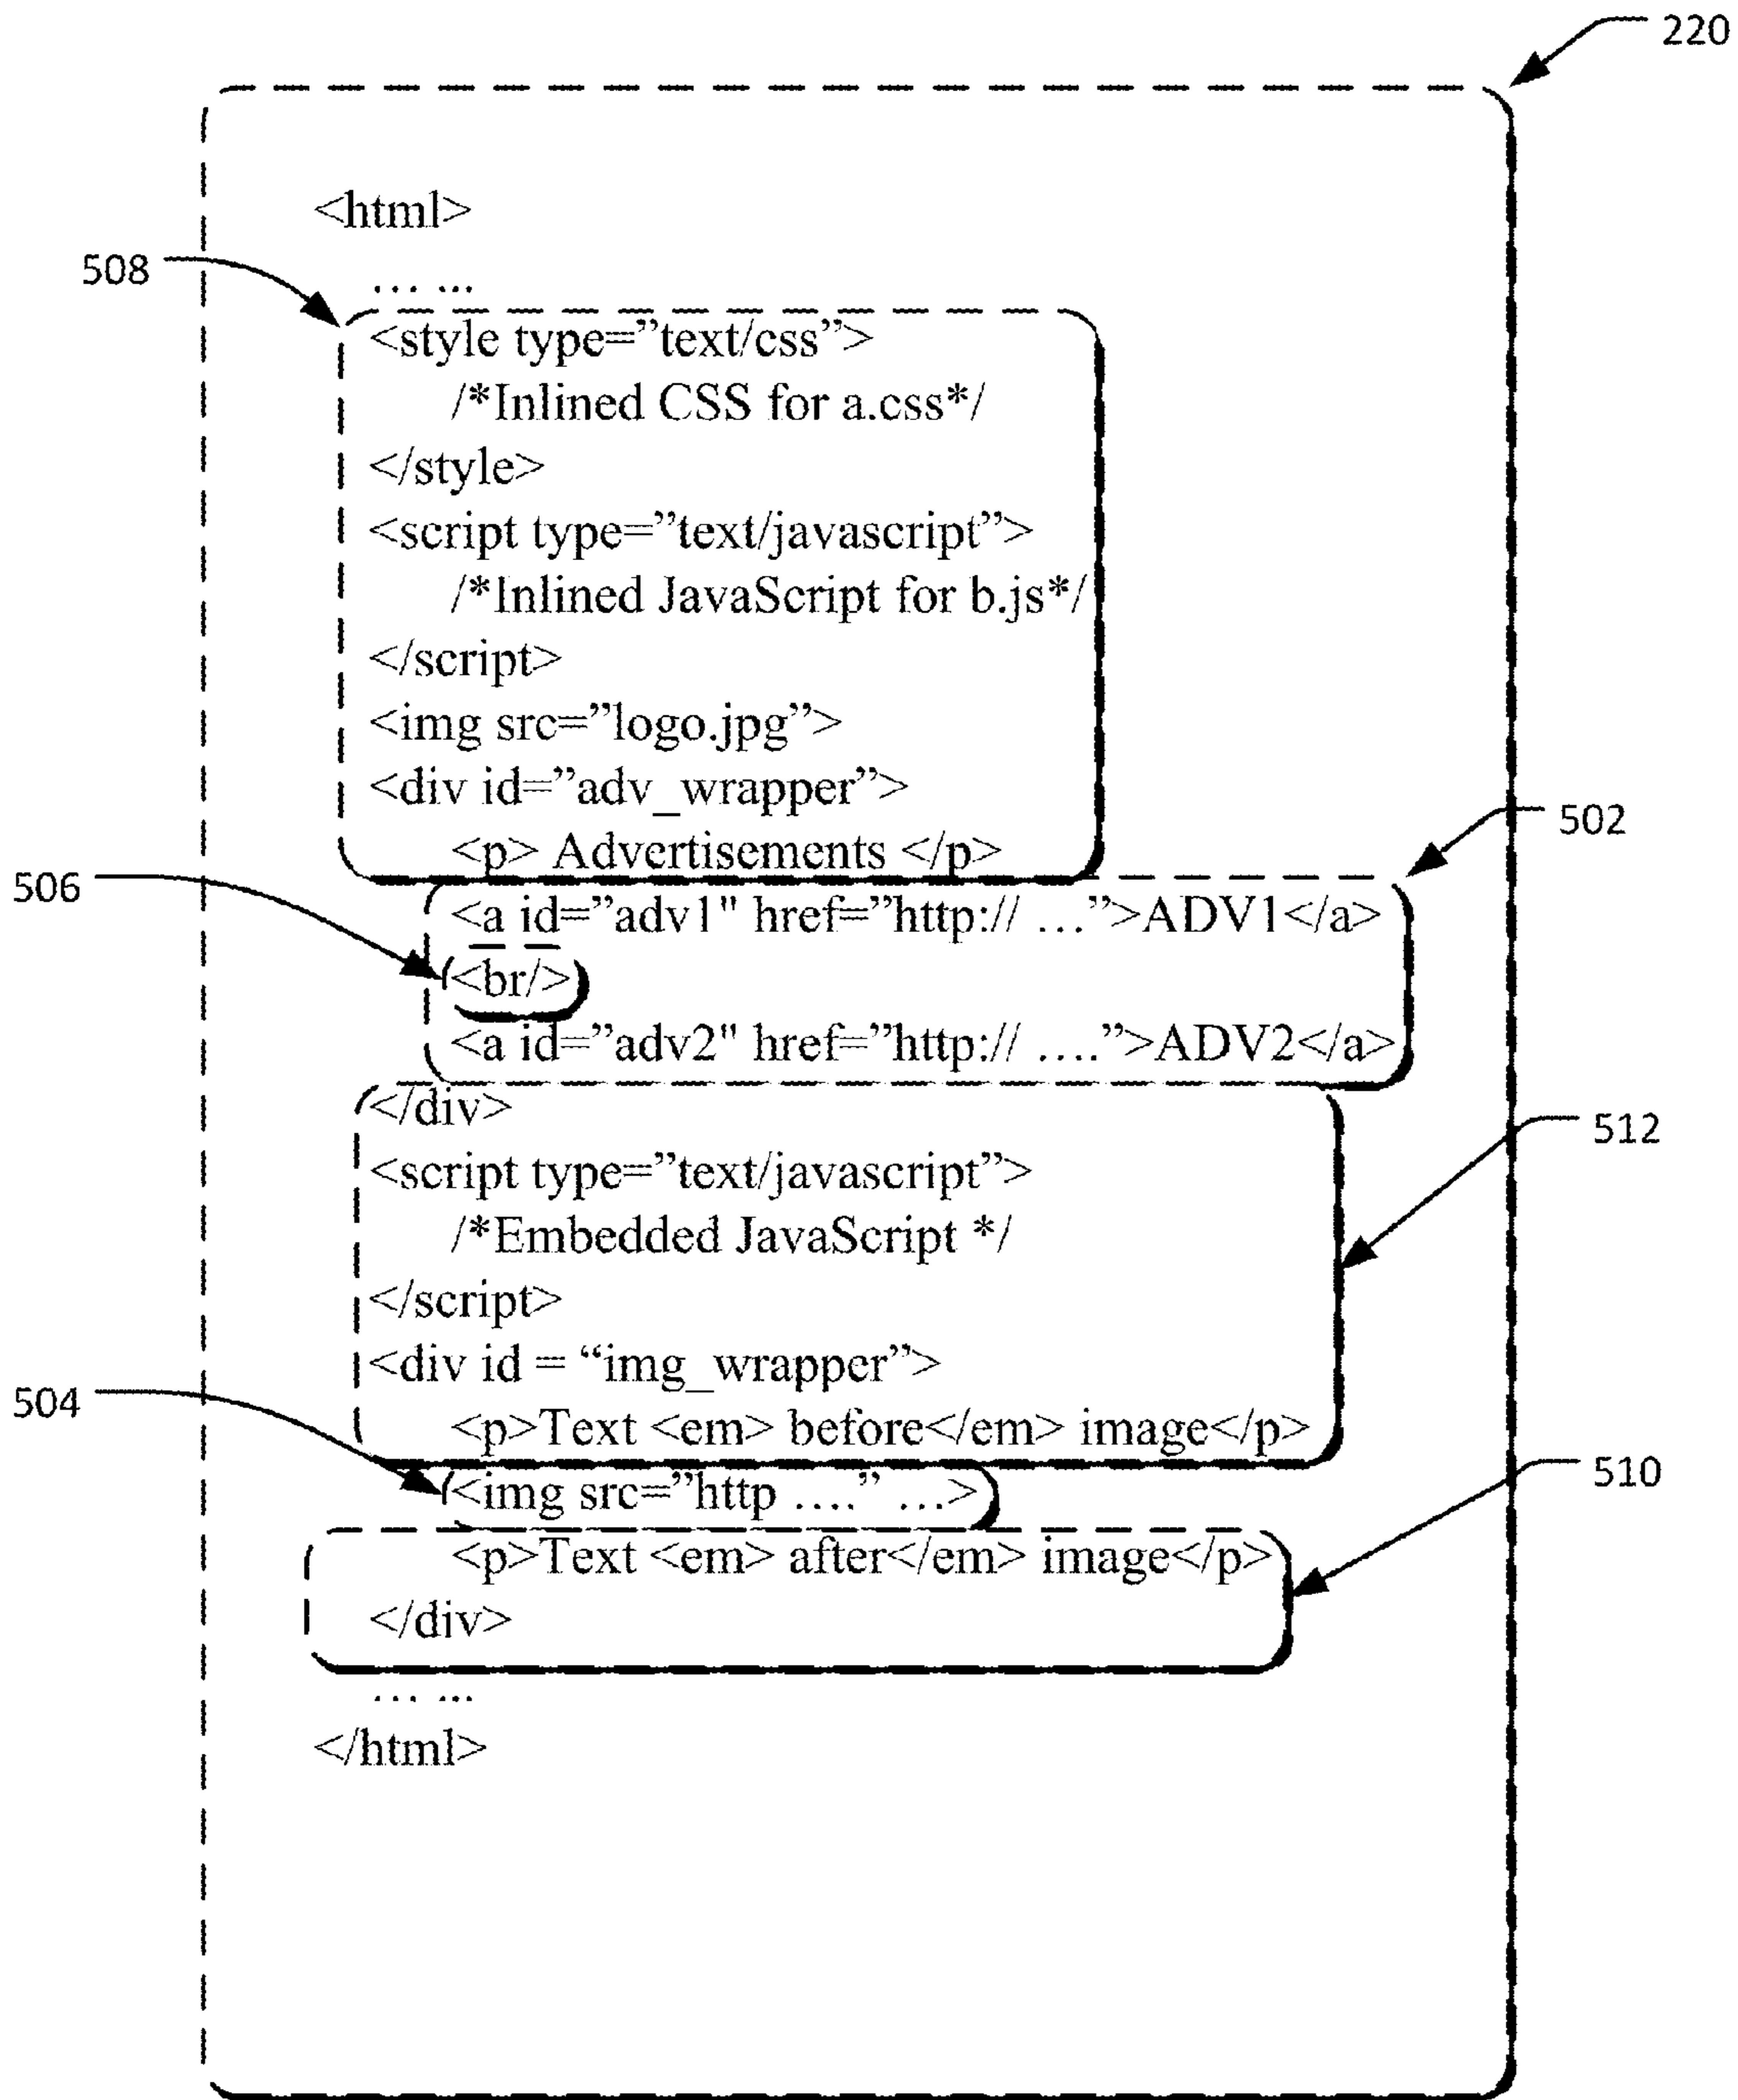 220
<html>
508
... ...
<style type=”text/css”>
/*Inlined CSS for a.css*/
</style>
<script type=”text/javascript”>
/*Inlined JavaScript for b.js*/
</script>
<img src=”logo.jpg”>
<div id=”adv_wrapper”>
502
<p> Advertisements </p>
506
<a id=”adv1" href=”http:// ...”>ADV1</a>
<br/>
<a id=”adv2" href=”http:// ....”>ADV2</a>
</div>
512
<script type=”text/javascript”>
/*Embedded JavaScript */
</script>
<div id = “img_wrapper”>
504
<p>Text <em> before</em> image</p>
510
<img src=”http ....” ...>
<p>Text <em> after</em> image</p>
</div>
... ...
</html>